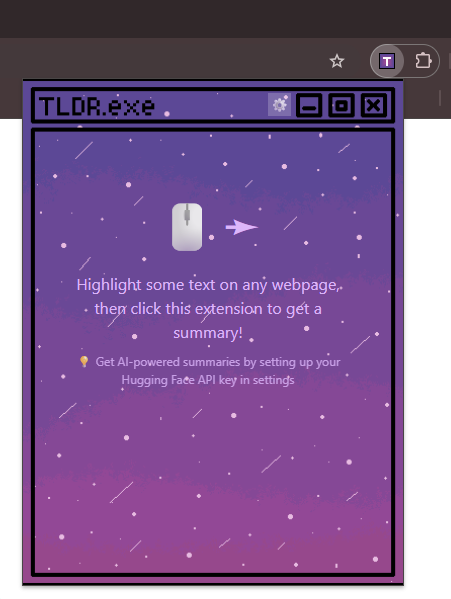 T
TLDR.exe
Highlight some text on any webpage,
then click this extension to get a
summary!
💡 Get AI-powered summaries by setting up your
Hugging Face API key in settings